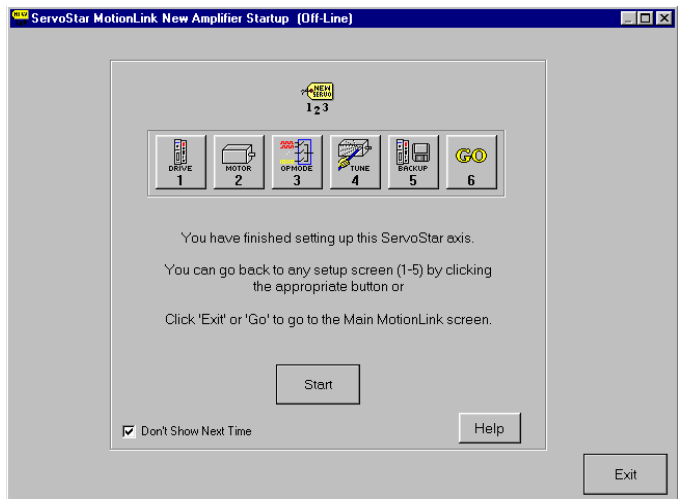 ServoStar MotionLink New Amplifier Startup (Off-Line)
NEW
SERVO
1 2 3
DRIVE MOTOR OPMODE TUNE BACKUP GO
1 2 3 4 5 6
You have finished setting up this ServoStar axis.
You can go back to any setup screen (1-5) by clicking
the appropriate button or
Click 'Exit' or 'Go' to go to the Main MotionLink screen.
Start
Don't Show Next Time
Help
Exit